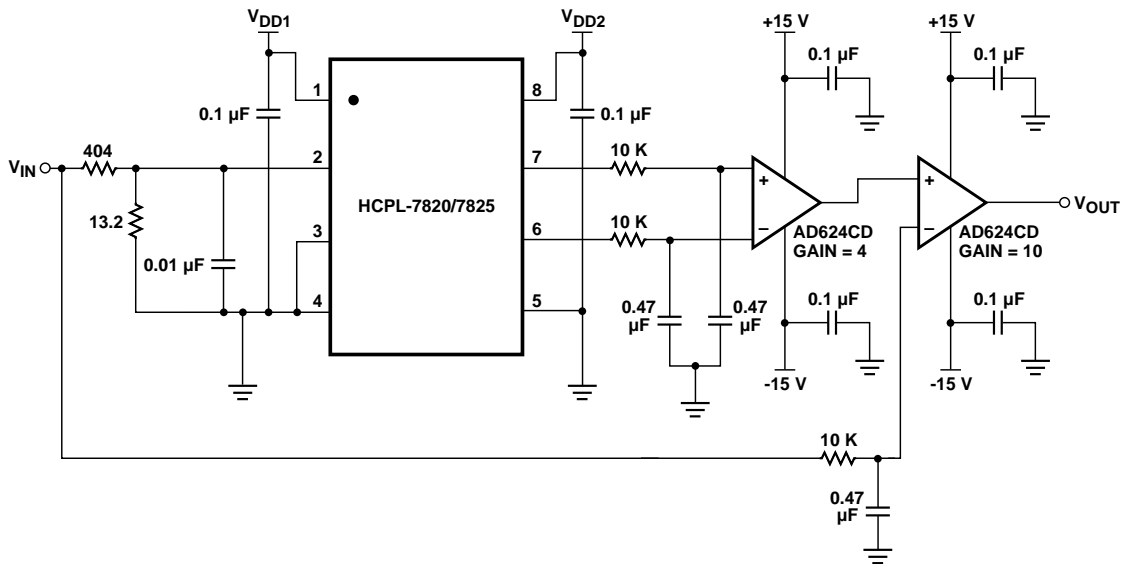 VDD1
VDD2
+15 V
+15 V
0.1 µF
0.1 µF
1
8
0.1 µF
0.1 µF
VIN
404
2
7
10 K
+
+
13.2
HCPL-7820/7825
VOUT
3
6
10 K
−
−
AD624CD
GAIN = 4
AD624CD
GAIN = 10
0.01 µF
4
5
0.47
µF
0.47
µF
0.1
µF
0.1
µF
-15 V
-15 V
10 K
0.47
µF